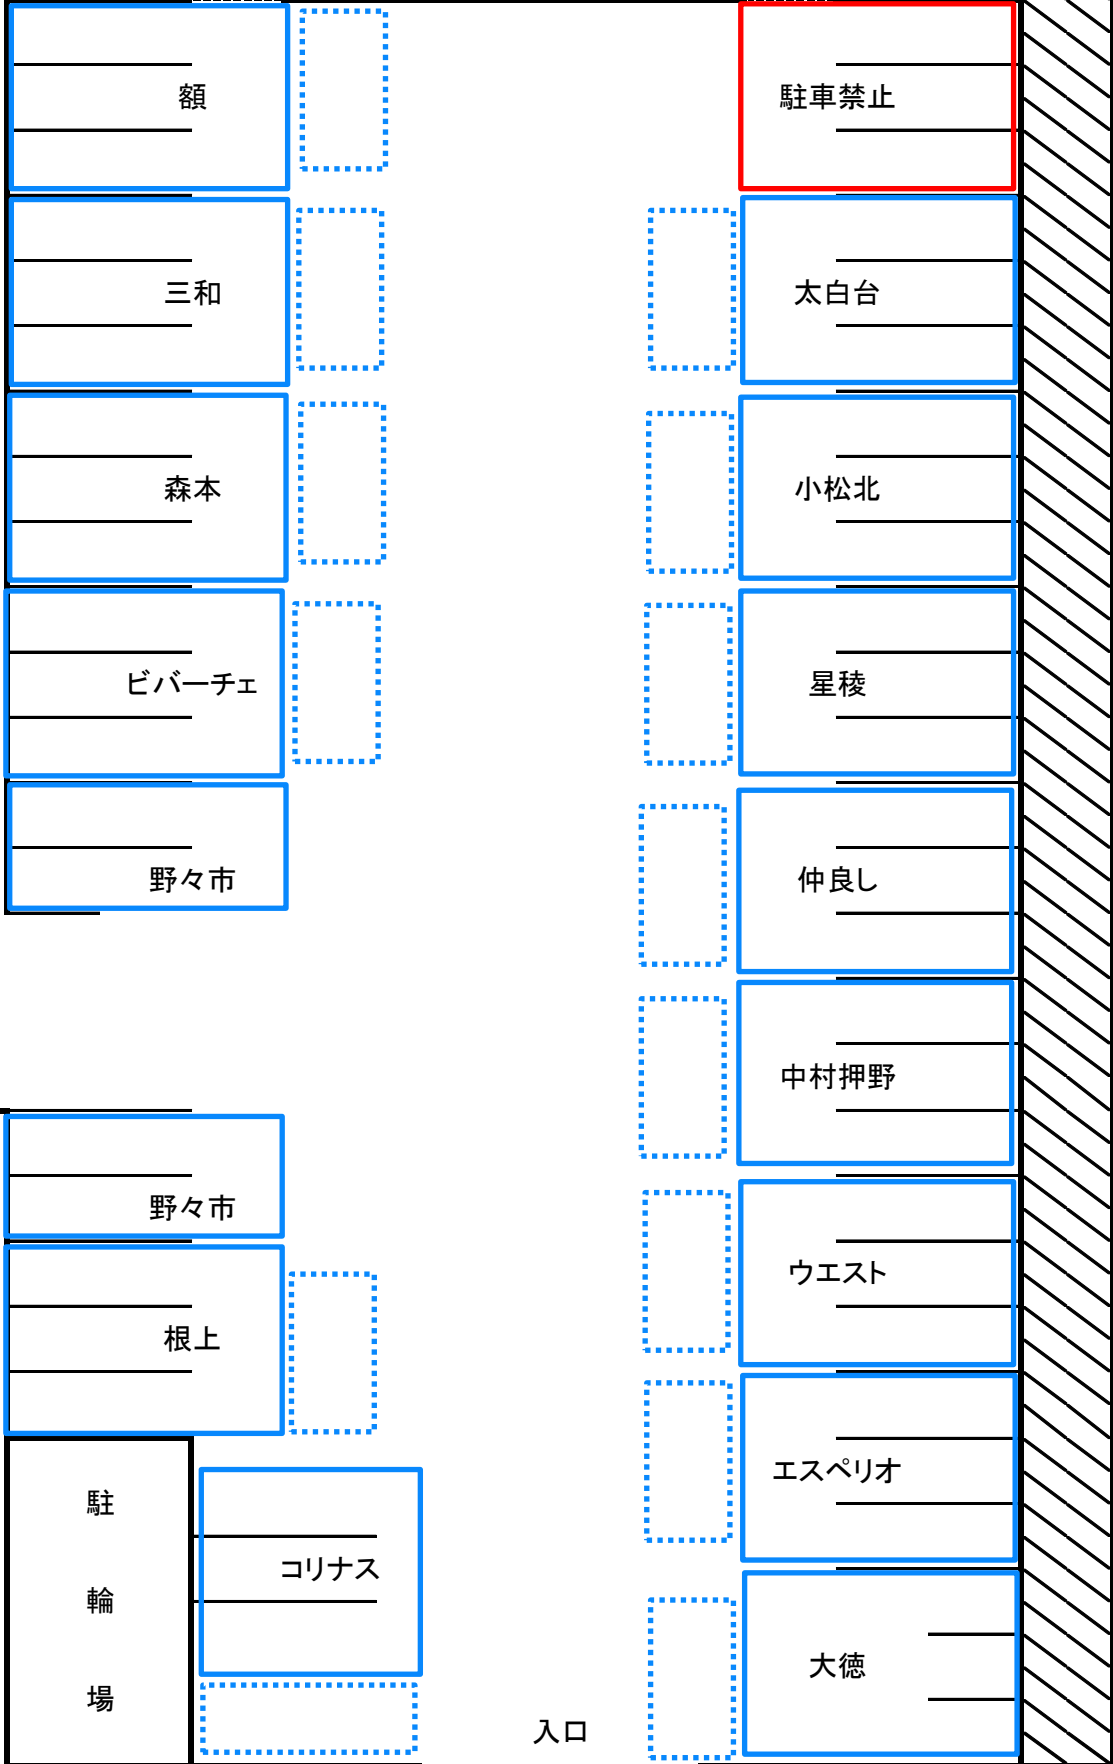 額
駐車禁止
三和
太白台
森本
小松北
ビバーチェ
星稜
野々市
仲良し
中村押野
野々市
ウエスト
根上
エスペリオ
駐輪場
コリナス
大徳
入口